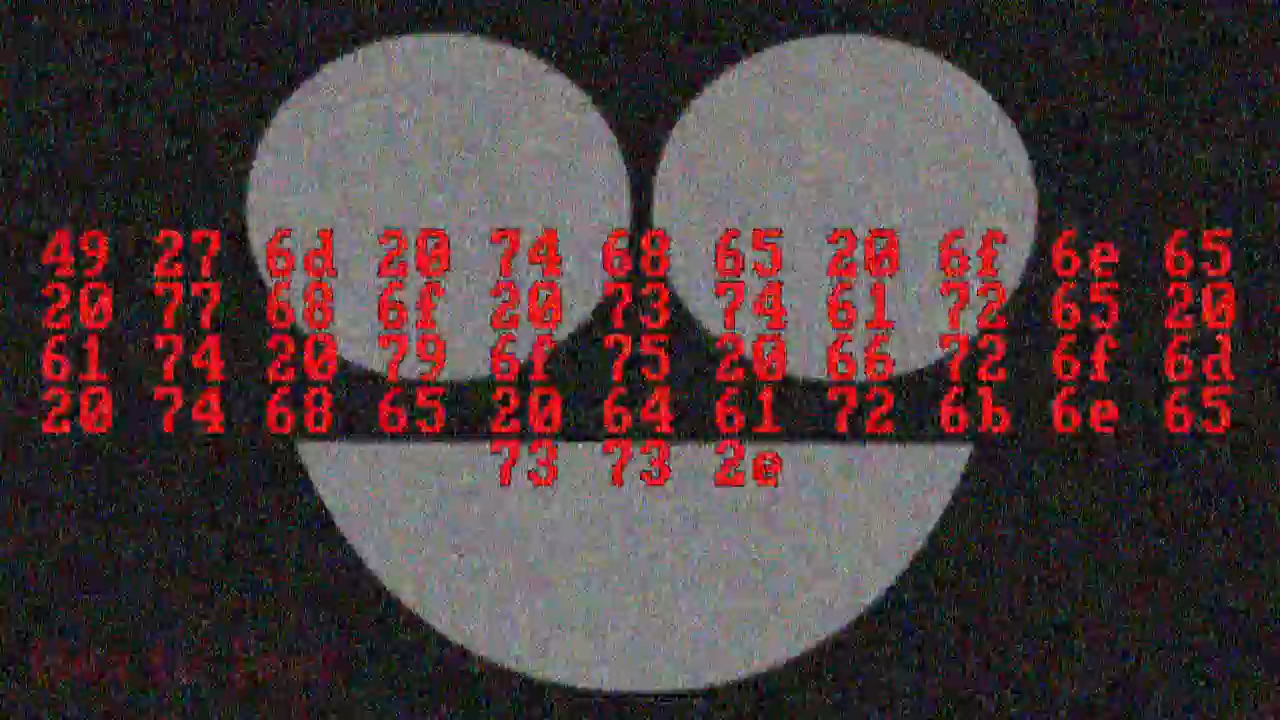 49 27 6d 20 74 68 65 20 6f 6e 65
20 77 68 6f 20 73 74 61 72 65 20
61 74 20 79 6f 75 20 66 72 6f 6d
20 74 68 65 20 64 61 72 6b 6e 65
73 73 2e